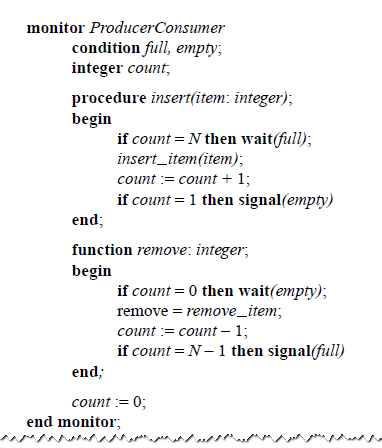 monitor ProducerConsumer
condition full, empty;
integer count;
procedure insert(item: integer);
begin
if count = N then wait(full);
insert_item(item);
count := count + 1;
if count = 1 then signal(empty)
end;
function remove: integer;
begin
if count = 0 then wait(empty);
remove = remove_item;
count := count – 1;
if count = N – 1 then signal(full)
end;
count := 0;
end monitor;